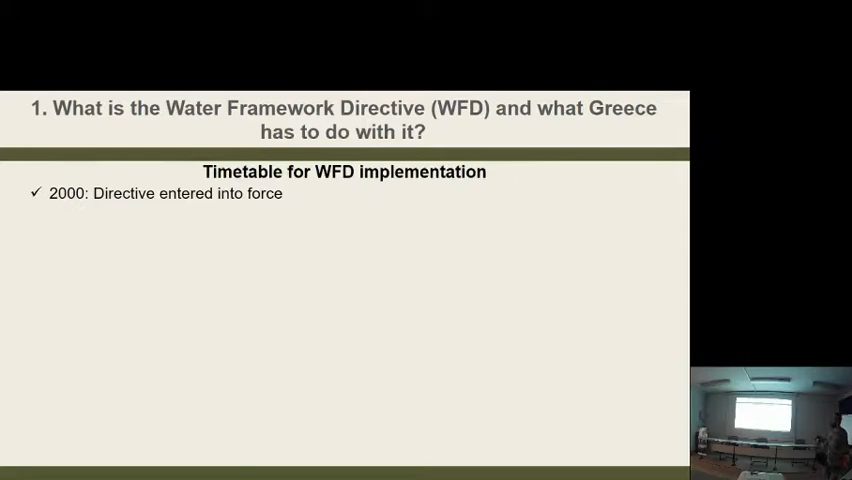 1. What is the Water Framework Directive (WFD) and what Greece
has to do with it?
Timetable for WFD implementation
✓ 2000: Directive entered into force